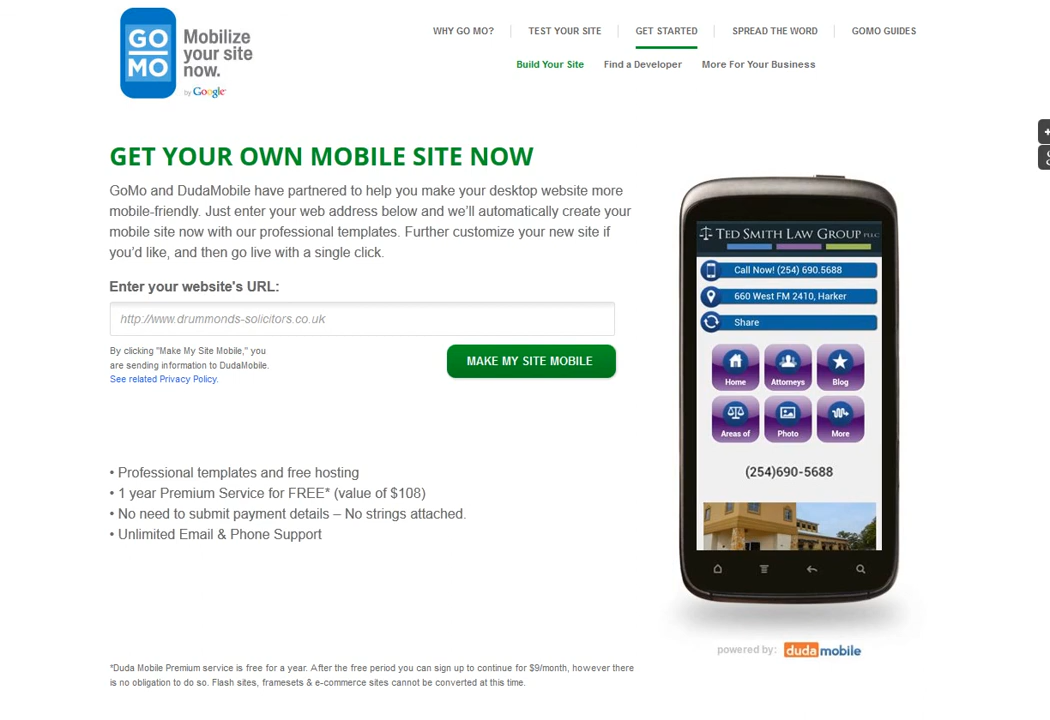 GO
MO
Mobilize
your site
now.
by Google
WHY GO MO?
TEST YOUR SITE
GET STARTED
SPREAD THE WORD
GOMO GUIDES
Build Your Site
Find a Developer
More For Your Business
GET YOUR OWN MOBILE SITE NOW
GoMo and DudaMobile have partnered to help you make your desktop website more
mobile-friendly. Just enter your web address below and we'll automatically create your
mobile site now with our professional templates. Further customize your new site if
you'd like, and then go live with a single click.
Enter your website's URL:
http://www.drummonds-solicitors.co.uk
By clicking "Make My Site Mobile," you
are sending information to DudaMobile.
See related Privacy Policy.
MAKE MY SITE MOBILE
• Professional templates and free hosting
• 1 year Premium Service for FREE* (value of $108)
• No need to submit payment details – No strings attached.
• Unlimited Email & Phone Support
TED SMITH LAW GROUP PLLC
Call Now! (254) 690.5688
660 West FM 2410, Harker
Share
Home
Attorneys
Blog
Areas of
Photo
More
(254)690-5688
powered by: dudamobile
*Duda Mobile Premium service is free for a year. After the free period you can sign up to continue for $9/month, however there
is no obligation to do so. Flash sites, framesets & e-commerce sites cannot be converted at this time.